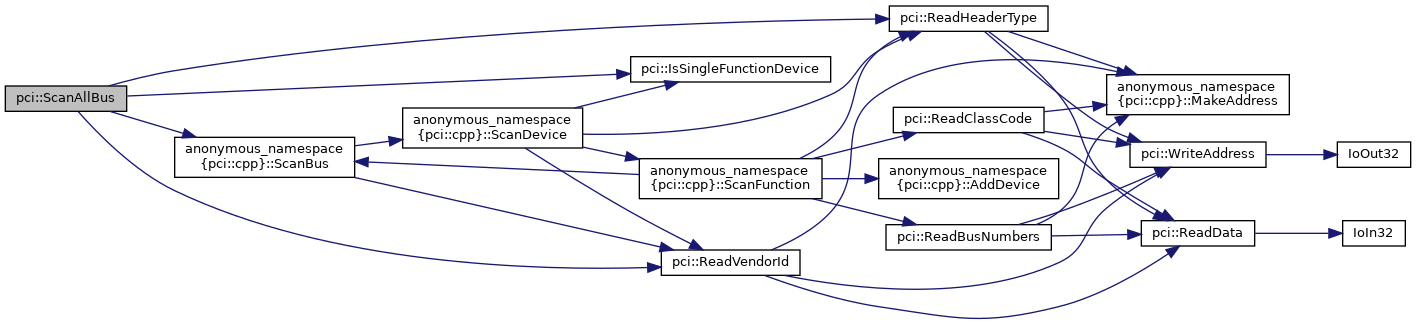 pci::ScanAllBus
anonymous_namespace
{pci::cpp}::ScanBus
anonymous_namespace
{pci::cpp}::ScanDevice
pci::IsSingleFunctionDevice
anonymous_namespace
{pci::cpp}::ScanFunction
pci::ReadVendorId
pci::ReadHeaderType
pci::ReadClassCode
anonymous_namespace
{pci::cpp}::AddDevice
pci::ReadBusNumbers
anonymous_namespace
{pci::cpp}::MakeAddress
pci::WriteAddress
pci::ReadData
IoOut32
IoIn32